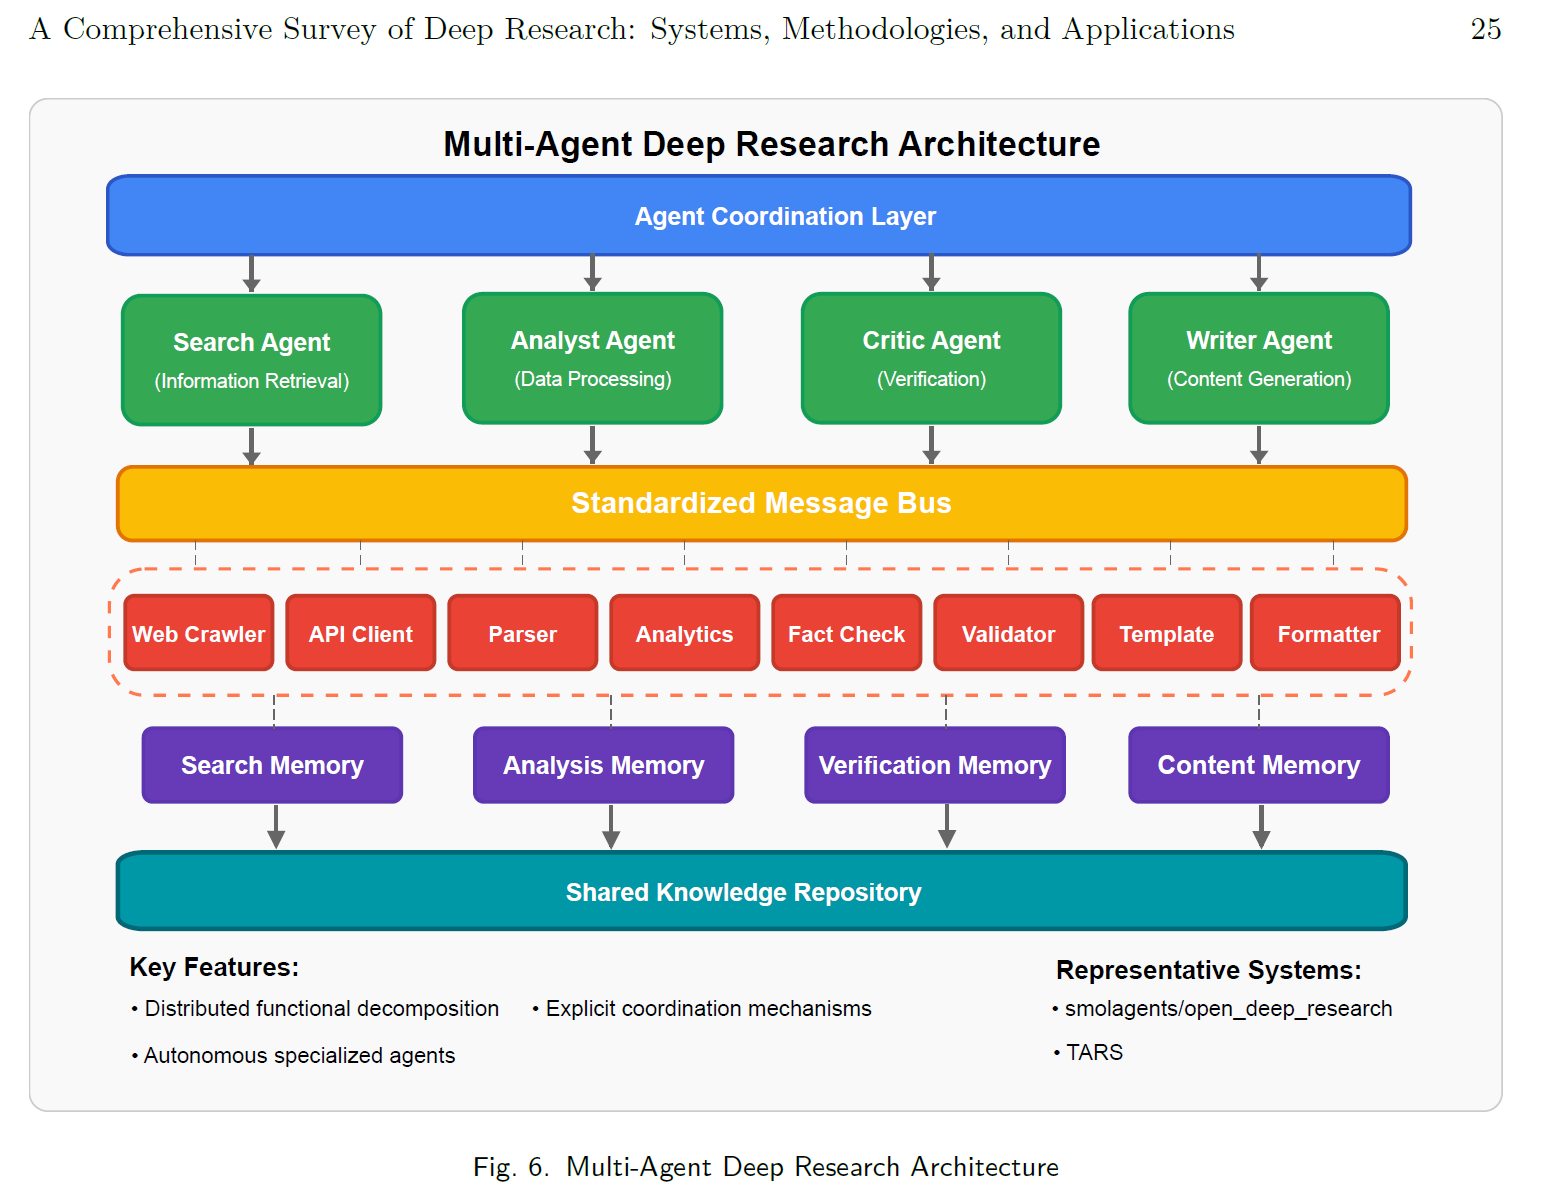 A Comprehensive Survey of Deep Research: Systems, Methodologies, and Applications 25
Multi-Agent Deep Research Architecture
Agent Coordination Layer
Search Agent
(Information Retrieval)
Analyst Agent
(Data Processing)
Critic Agent
(Verification)
Writer Agent
(Content Generation)
Standardized Message Bus
Web Crawler
API Client
Parser
Analytics
Fact Check
Validator
Template
Formatter
Search Memory
Analysis Memory
Verification Memory
Content Memory
Shared Knowledge Repository
Key Features:
• Distributed functional decomposition
• Explicit coordination mechanisms
• Autonomous specialized agents
Representative Systems:
• smolagents/open_deep_research
• TARS
Fig. 6. Multi-Agent Deep Research Architecture